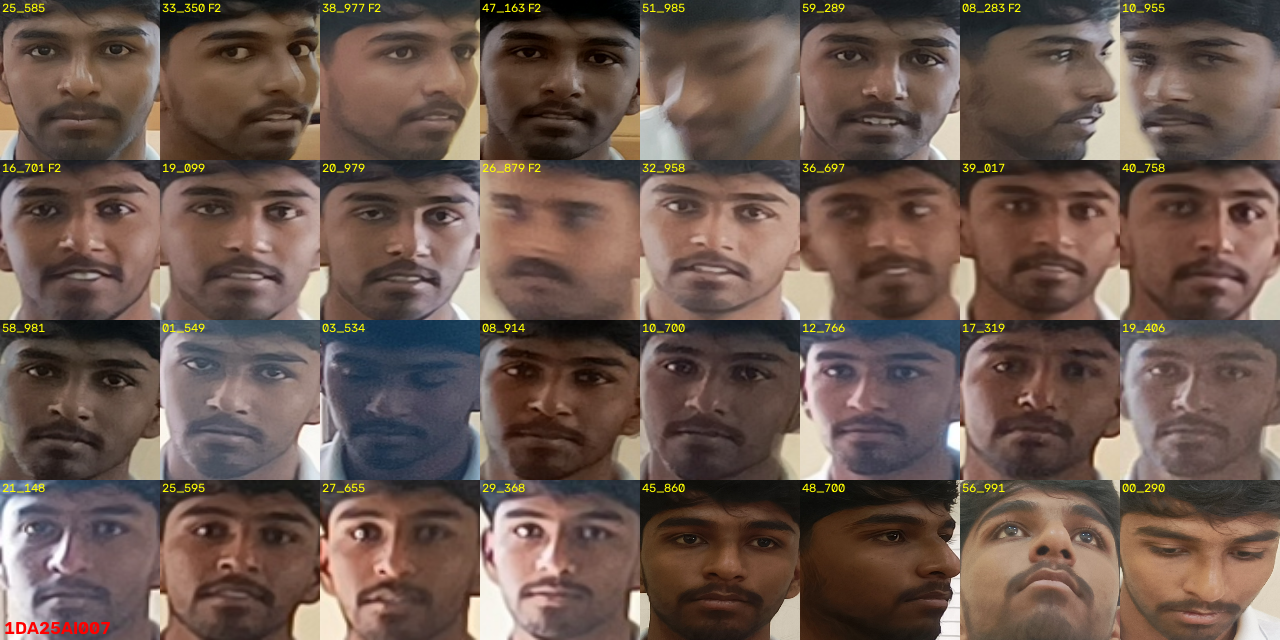 25_585 33_350 F2 38_977 F2 47_163 F2 51_985 59_289 08_283 F2 10_955
16_701 F2 19_099 20_979 26_879 F2 32_958 36_697 39_017 40_758
58_981 01_549 03_534 08_914 10_700 12_766 17_319 19_406
21_148 25_595 27_655 29_368 45_860 48_700 56_991 00_290
1DA25AI007